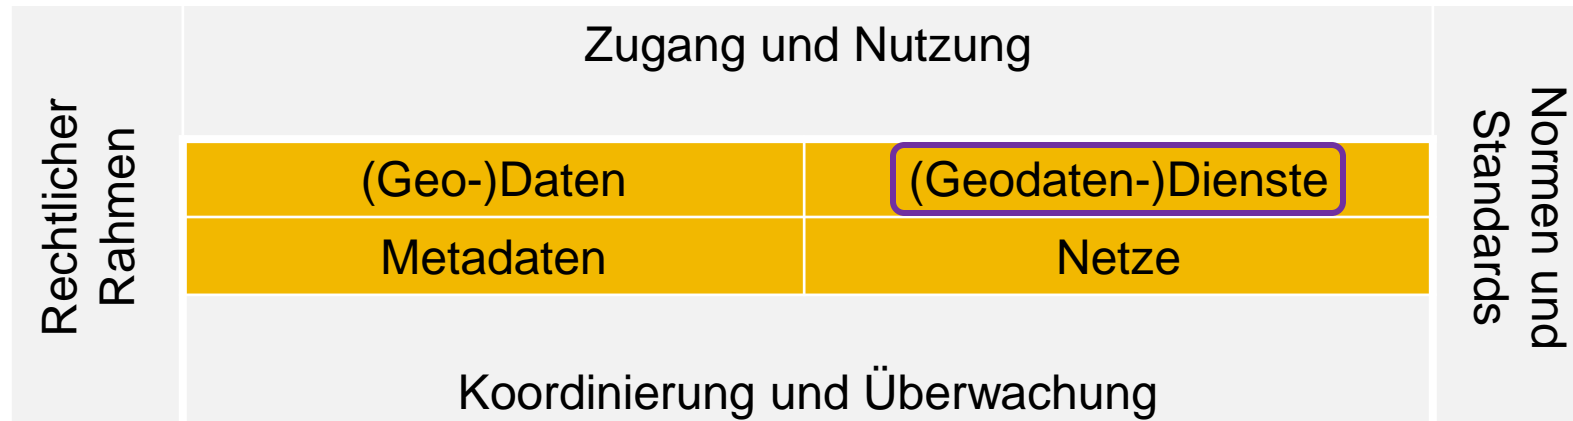 Zugang und Nutzung
Rechtlicher
Rahmen
(Geo-)Daten
(Geodaten-)Dienste
Metadaten
Netze
Normen und
Standards
Koordinierung und Überwachung